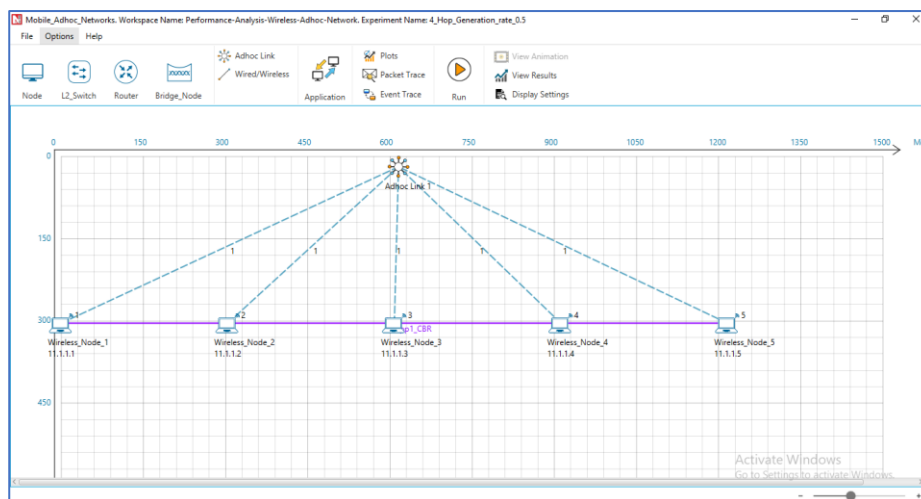 Mobile_Adhoc_Networks. Workspace Name: Performance-Analysis-Wireless-Adhoc-Network. Experiment Name: 4_Hop_Generation_rate_0.5
File Options Help
Node
L2_Switch
Router
Bridge_Node
Adhoc Link
Wired/Wireless
Application
Plots
Packet Trace
Event Trace
Run
View Animation
View Results
Display Settings
0 150 300 450 600 750 900 1050 1200 1350 1500 M
0
150
300
450
Adhoc Link 1
1 1 1 1 1
1 2 3 4 5
p1_CBR
Wireless_Node_1 Wireless_Node_2 Wireless_Node_3 Wireless_Node_4 Wireless_Node_5
11.1.1.1 11.1.1.2 11.1.1.3 11.1.1.4 11.1.1.5
Activate Windows
Go to Settings to activate Windows.